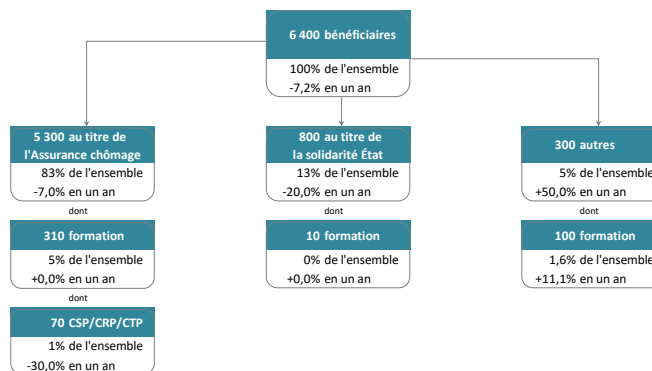 6 400 bénéficiaires
100% de l'ensemble
-7,2% en un an
5 300 au titre de
l'Assurance chômage
83% de l'ensemble
-7,0% en un an
dont
310 formation
5% de l'ensemble
+0,0% en un an
dont
70 CSP/CRP/CTP
1% de l'ensemble
-30,0% en un an
800 au titre de
la solidarité État
13% de l'ensemble
-20,0% en un an
dont
10 formation
0% de l'ensemble
+0,0% en un an
300 autres
5% de l'ensemble
+50,0% en un an
dont
100 formation
1,6% de l'ensemble
+11,1% en un an